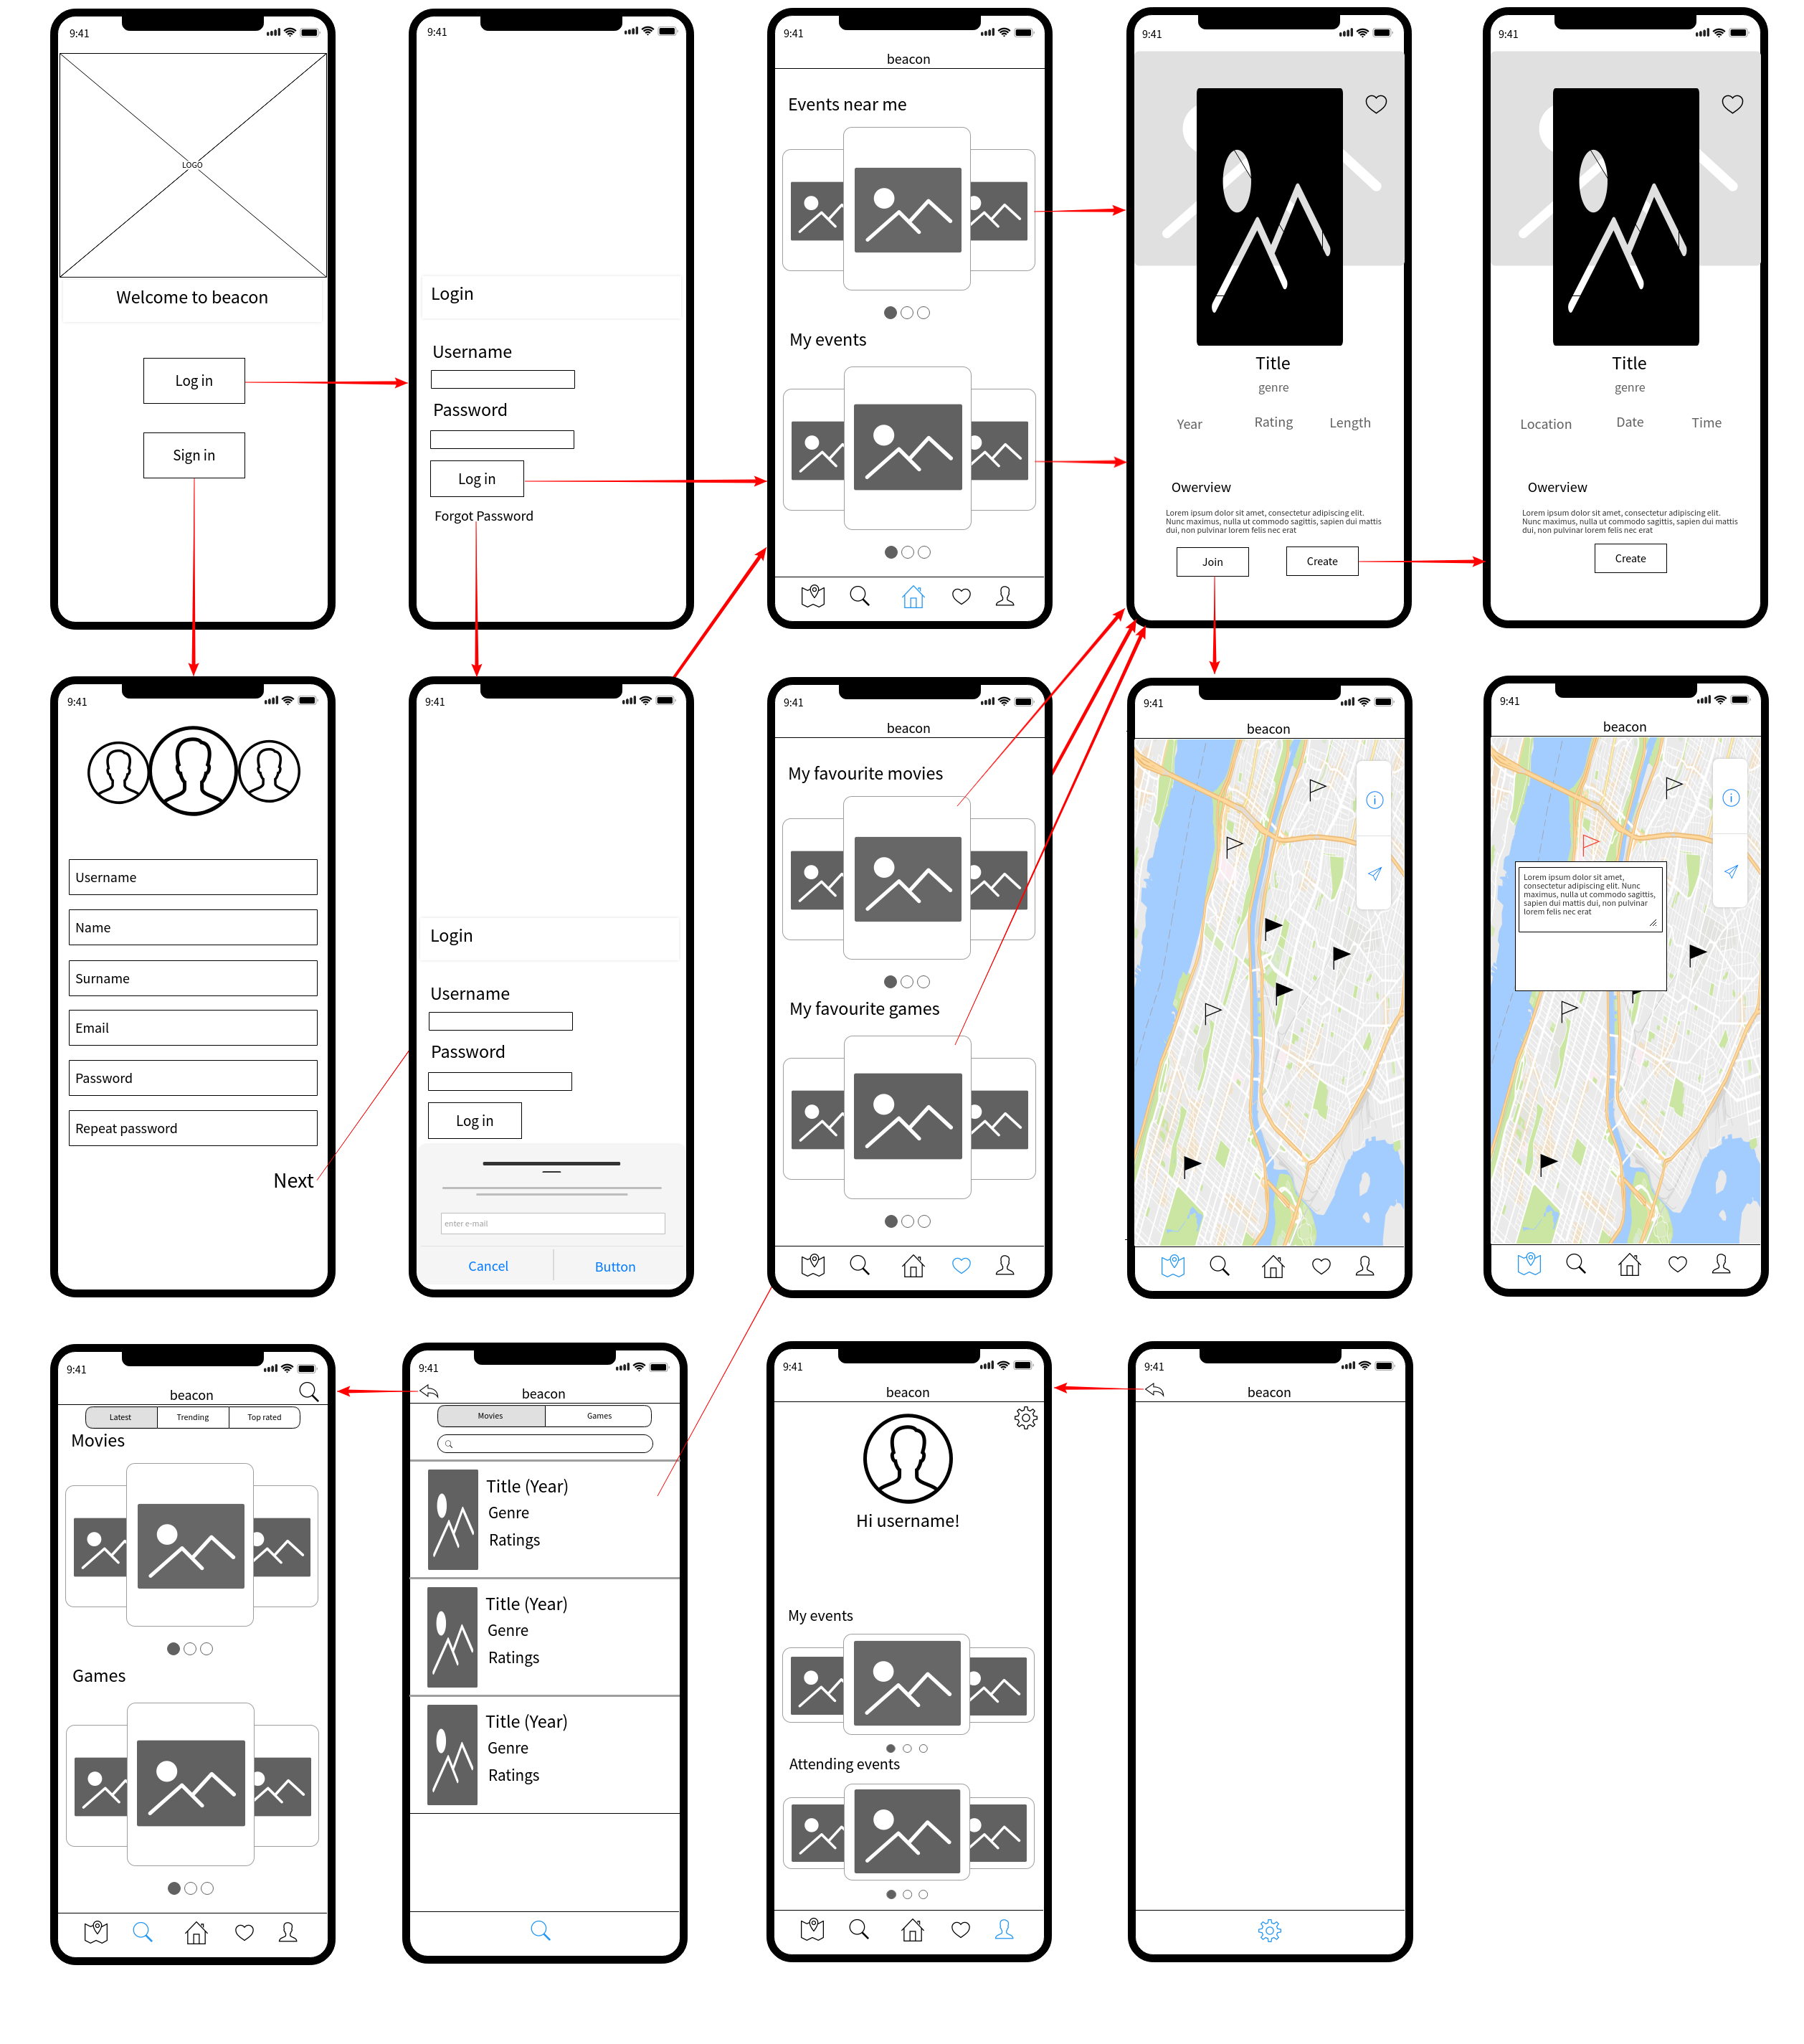 9:41
LOGO
Welcome to beacon
Log in
Sign in
9:41
Login
Username
Password
Log in
Forgot Password
9:41
beacon
Events near me
My events
9:41
Title
genre
Year
Rating
Length
Owerview
Lorem ipsum dolor sit amet, consectetur adipiscing elit.
Nunc maximus, nulla ut commodo sagittis, sapien dui mattis
dui, non pulvinar lorem felis nec erat
Join
Create
9:41
Title
genre
Location
Date
Time
Owerview
Lorem ipsum dolor sit amet, consectetur adipiscing elit.
Nunc maximus, nulla ut commodo sagittis, sapien dui mattis
dui, non pulvinar lorem felis nec erat
Create
9:41
Username
Name
Surname
Email
Password
Repeat password
Next
9:41
Login
Username
Password
Log in
enter e-mail
Cancel
Button
9:41
beacon
My favourite movies
My favourite games
9:41
beacon
9:41
beacon
Lorem ipsum dolor sit amet,
consectetur adipiscing elit. Nunc
maximus, nulla ut commodo sagittis,
sapien dui mattis dui, non pulvinar
lorem felis nec erat
9:41
beacon
Latest
Trending
Top rated
Movies
Games
9:41
beacon
Movies
Games
Title (Year)
Genre
Ratings
Title (Year)
Genre
Ratings
Title (Year)
Genre
Ratings
9:41
beacon
Hi username!
My events
Attending events
9:41
beacon